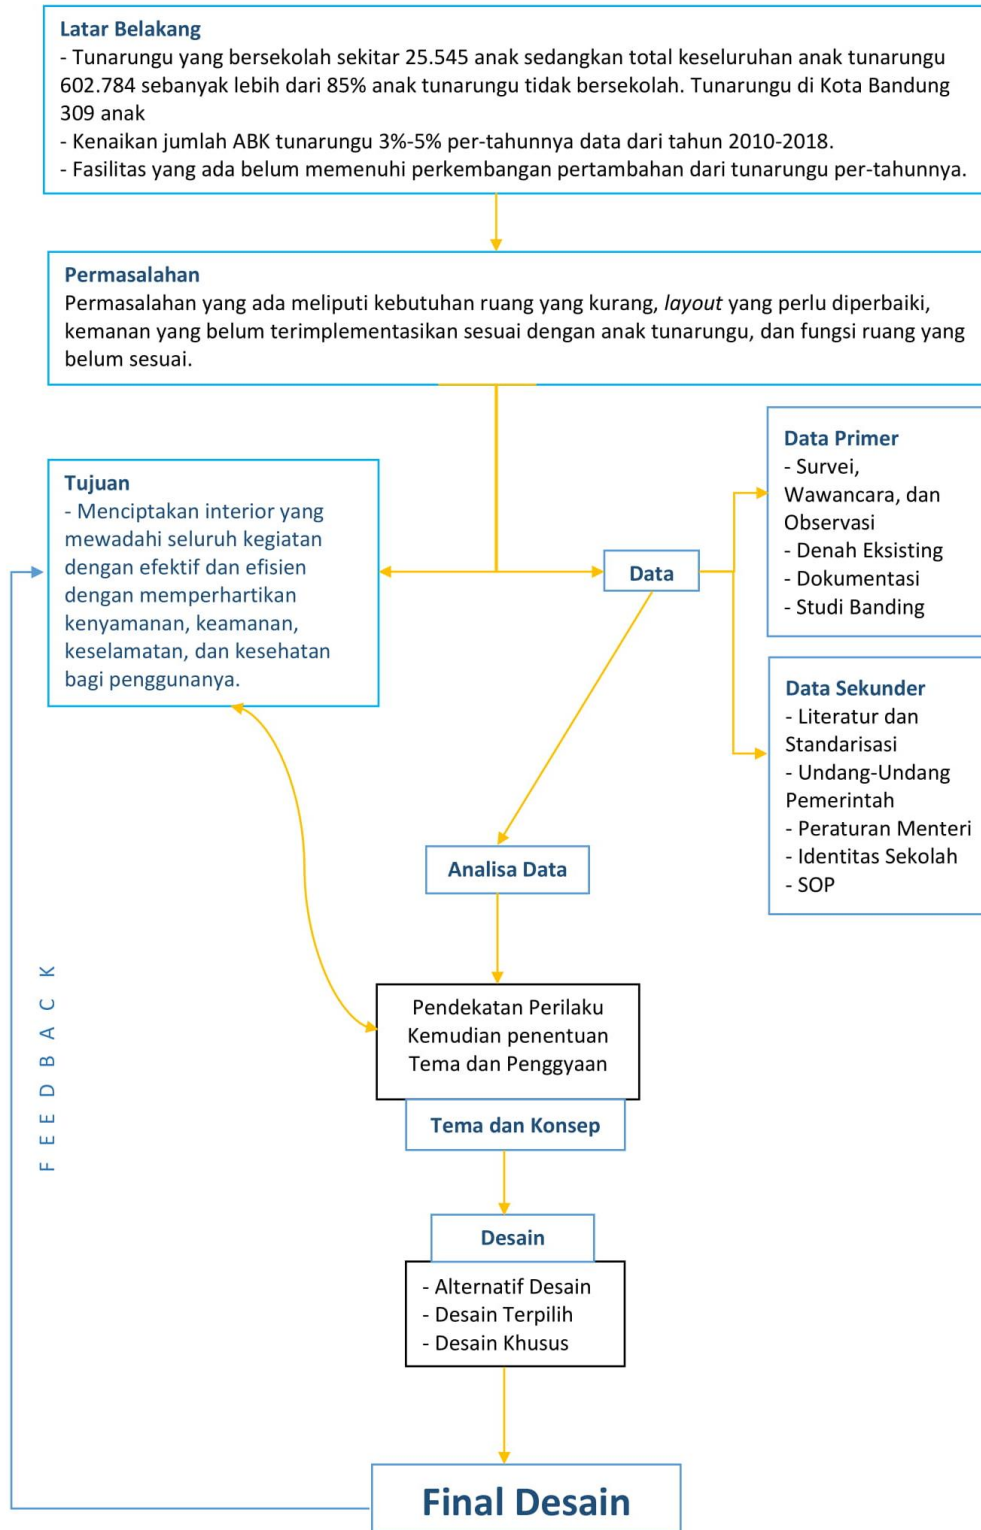 Latar Belakang
- Tunarungu yang bersekolah sekitar 25.545 anak sedangkan total keseluruhan anak tunarungu
602.784 sebanyak lebih dari 85% anak tunarungu tidak bersekolah. Tunarungu di Kota Bandung
309 anak
- Kenaikan jumlah ABK tunarungu 3%-5% per-tahunnya data dari tahun 2010-2018.
- Fasilitas yang ada belum memenuhi perkembangan pertambahan dari tunarungu per-tahunnya.
Permasalahan
Permasalahan yang ada meliputi kebutuhan ruang yang kurang, layout yang perlu diperbaiki,
kemanan yang belum terimplementasikan sesuai dengan anak tunarungu, dan fungsi ruang yang
belum sesuai.
Tujuan
- Menciptakan interior yang
mewadahi seluruh kegiatan
dengan efektif dan efisien
dengan memperhartikan
kenyamanan, keamanan,
keselamatan, dan kesehatan
bagi penggunanya.
Data
Data Primer
- Survei,
Wawancara, dan
Observasi
- Denah Eksisting
- Dokumentasi
- Studi Banding
Data Sekunder
- Literatur dan
Standarisasi
- Undang-Undang
Pemerintah
- Peraturan Menteri
- Identitas Sekolah
- SOP
Analisa Data
Pendekatan Perilaku
Kemudian penentuan
Tema dan Penggyaan
Tema dan Konsep
Desain
- Alternatif Desain
- Desain Terpilih
- Desain Khusus
Final Desain
FEEDBACK